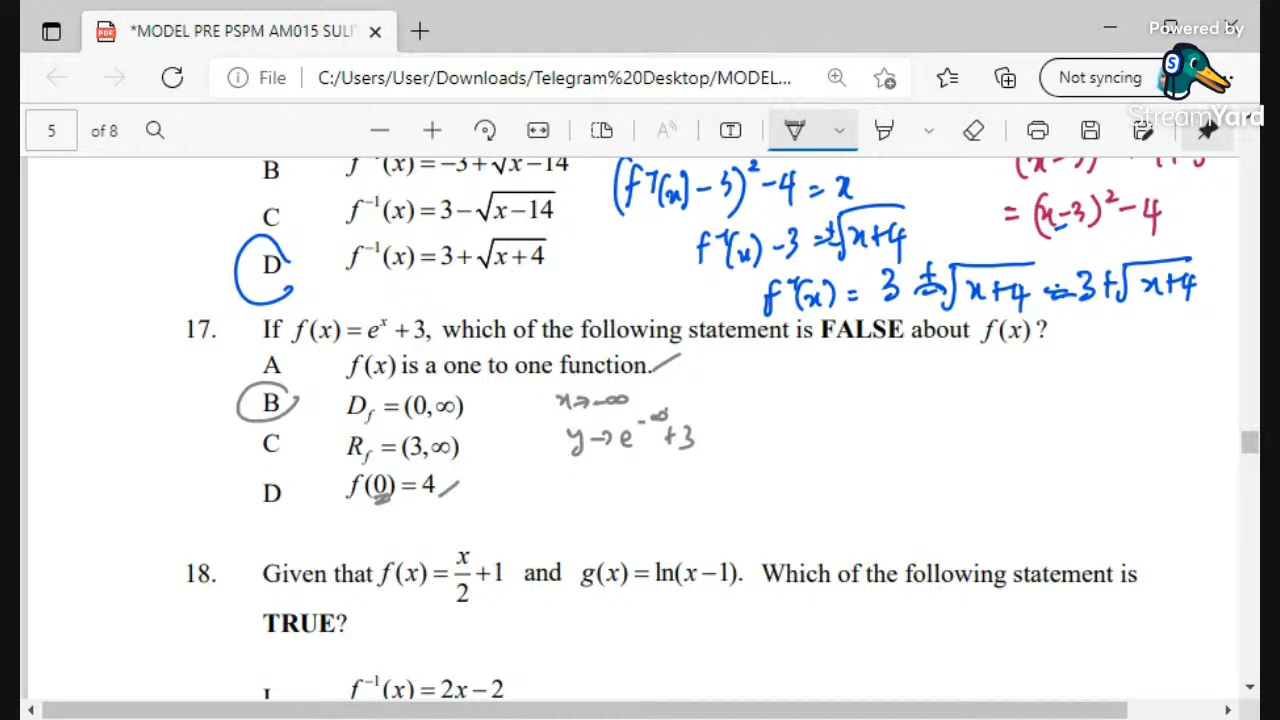 *MODEL PRE PSPM AM015 SULI
Powered by
File C:/Users/User/Downloads/Telegram%20Desktop/MODEL... Not syncing
StreamYard
5 of 8
B f⁻¹(x) = −3 + √x − 14
C f⁻¹(x) = 3 − √x − 14
D f⁻¹(x) = 3 + √x + 4
(f⁻¹(x) − 3)² − 4 = x
f⁻¹(x) − 3 = ±√x + 4
f⁻¹(x) = 3 ± √x + 4 = 3 + √x + 4
= (x − 3)² − 4
17. If f(x) = eˣ + 3, which of the following statement is FALSE about f(x)?
A f(x) is a one to one function.
B D_f = (0, ∞) x → −∞
C R_f = (3, ∞) y → e^−∞ + 3
D f(0) = 4
18. Given that f(x) = x/2 + 1 and g(x) = ln(x − 1). Which of the following statement is
TRUE?
I f⁻¹(x) = 2x − 2